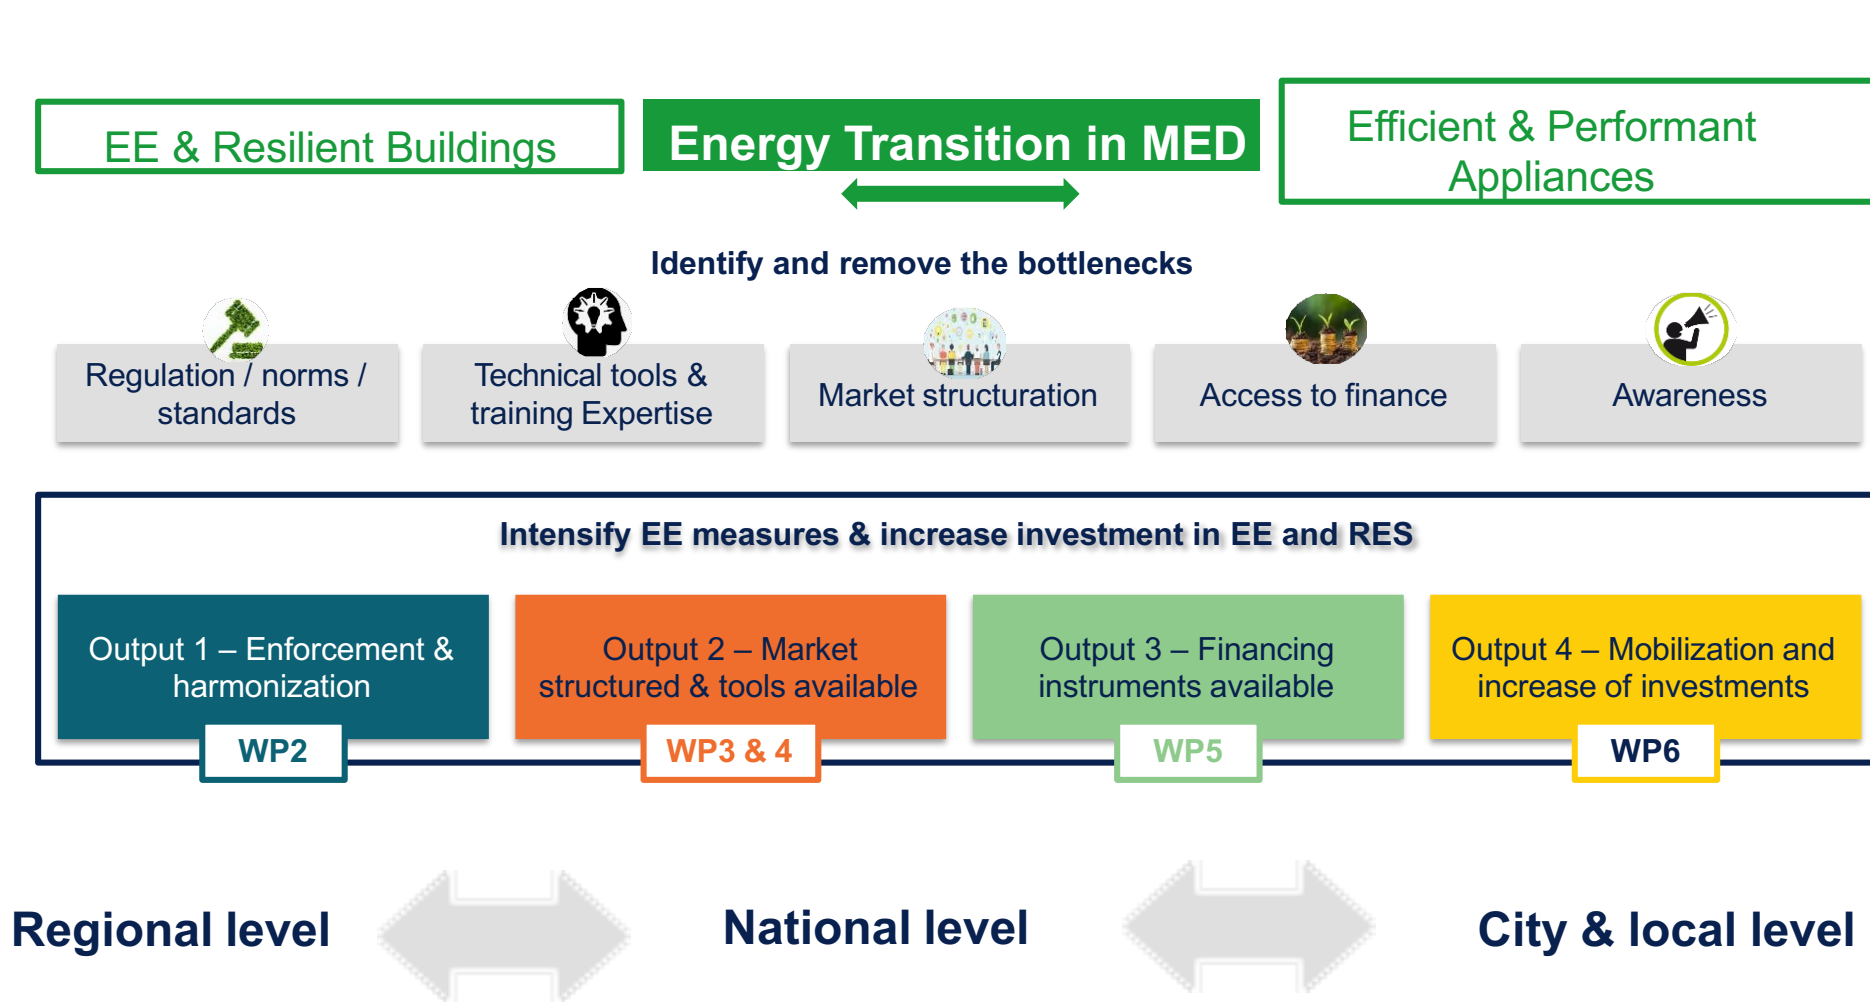 EE & Resilient Buildings
Energy Transition in MED
Efficient & Performant
Appliances
Identify and remove the bottlenecks
Regulation / norms /
standards
Technical tools &
training Expertise
Market structuration
Access to finance
Awareness
Intensify EE measures & increase investment in EE and RES
Output 1 – Enforcement &
harmonization
WP2
Output 2 – Market
structured & tools available
WP3 & 4
Output 3 – Financing
instruments available
WP5
Output 4 – Mobilization and
increase of investments
WP6
Regional level
National level
City & local level